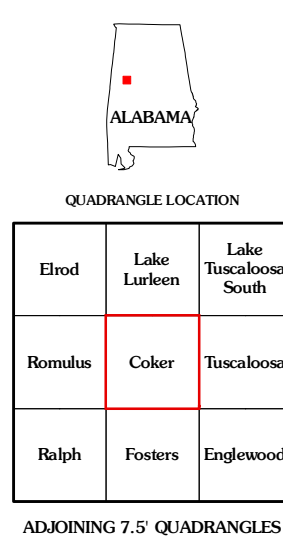 ALABAMA
QUADRANGLE LOCATION
Elrod
Lake
Lurleen
Lake
Tuscaloosa
South
Romulus
Coker
Tuscaloosa
Ralph
Fosters
Englewood
ADJOINING 7.5' QUADRANGLES